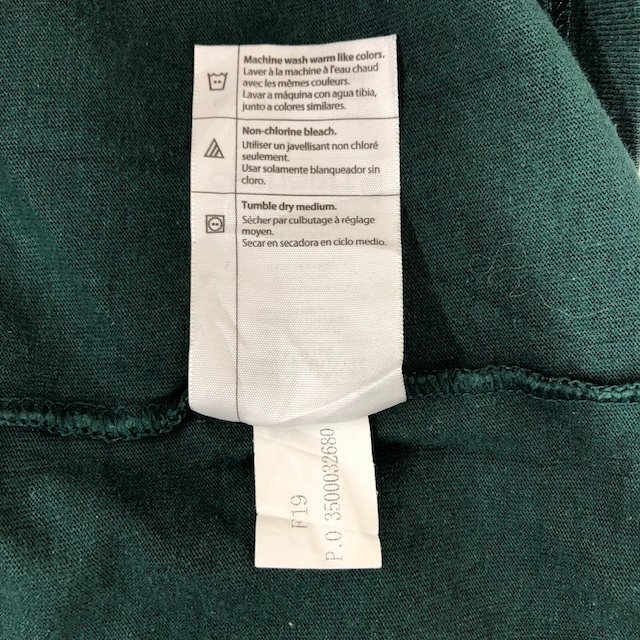 Machine wash warm like colors.
Laver à la machine à l'eau chaud
avec les mêmes couleurs.
Lavar a máquina con agua tibia,
junto a colores similares.
Non-chlorine bleach.
Utiliser un javellisant non chloré
seulement.
Usar solamente blanqueador sin
cloro.
Tumble dry medium.
Sécher par culbutage à réglage
moyen.
Secar en secadora en ciclo medio.
F19
P.O 3500032680